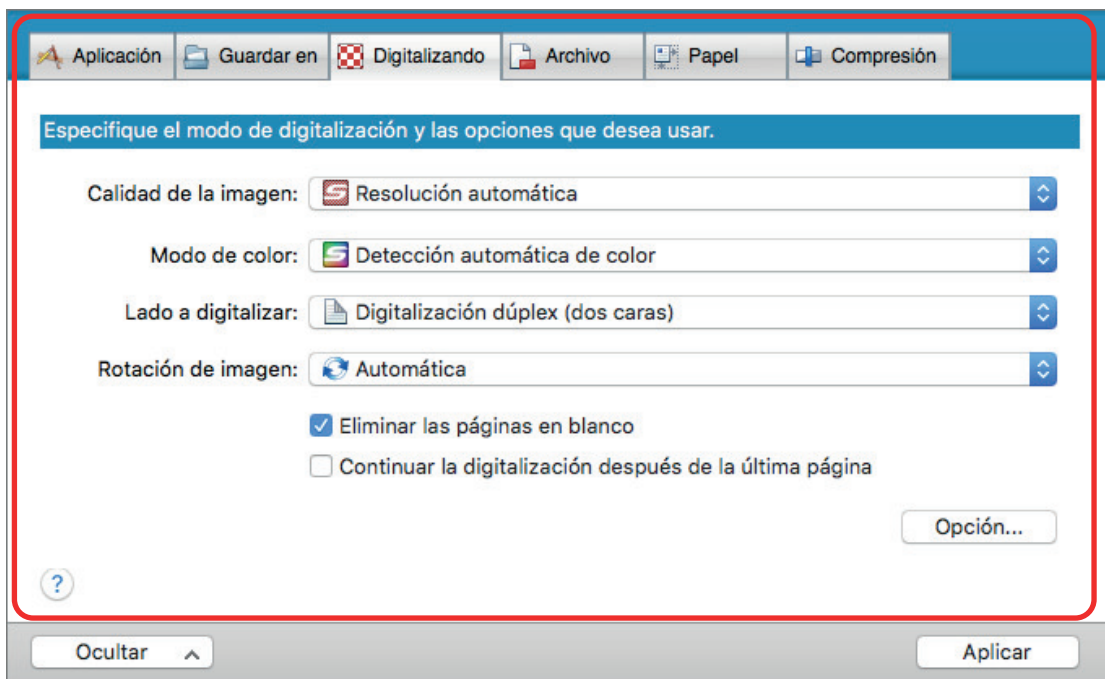 Aplicación Guardar en Digitalizando Archivo Papel Compresión
Especifique el modo de digitalización y las opciones que desea usar.
Calidad de la imagen: Resolución automática
Modo de color: Detección automática de color
Lado a digitalizar: Digitalización dúplex (dos caras)
Rotación de imagen: Automática
Eliminar las páginas en blanco
Continuar la digitalización después de la última página
Opción...
?
Ocultar Aplicar